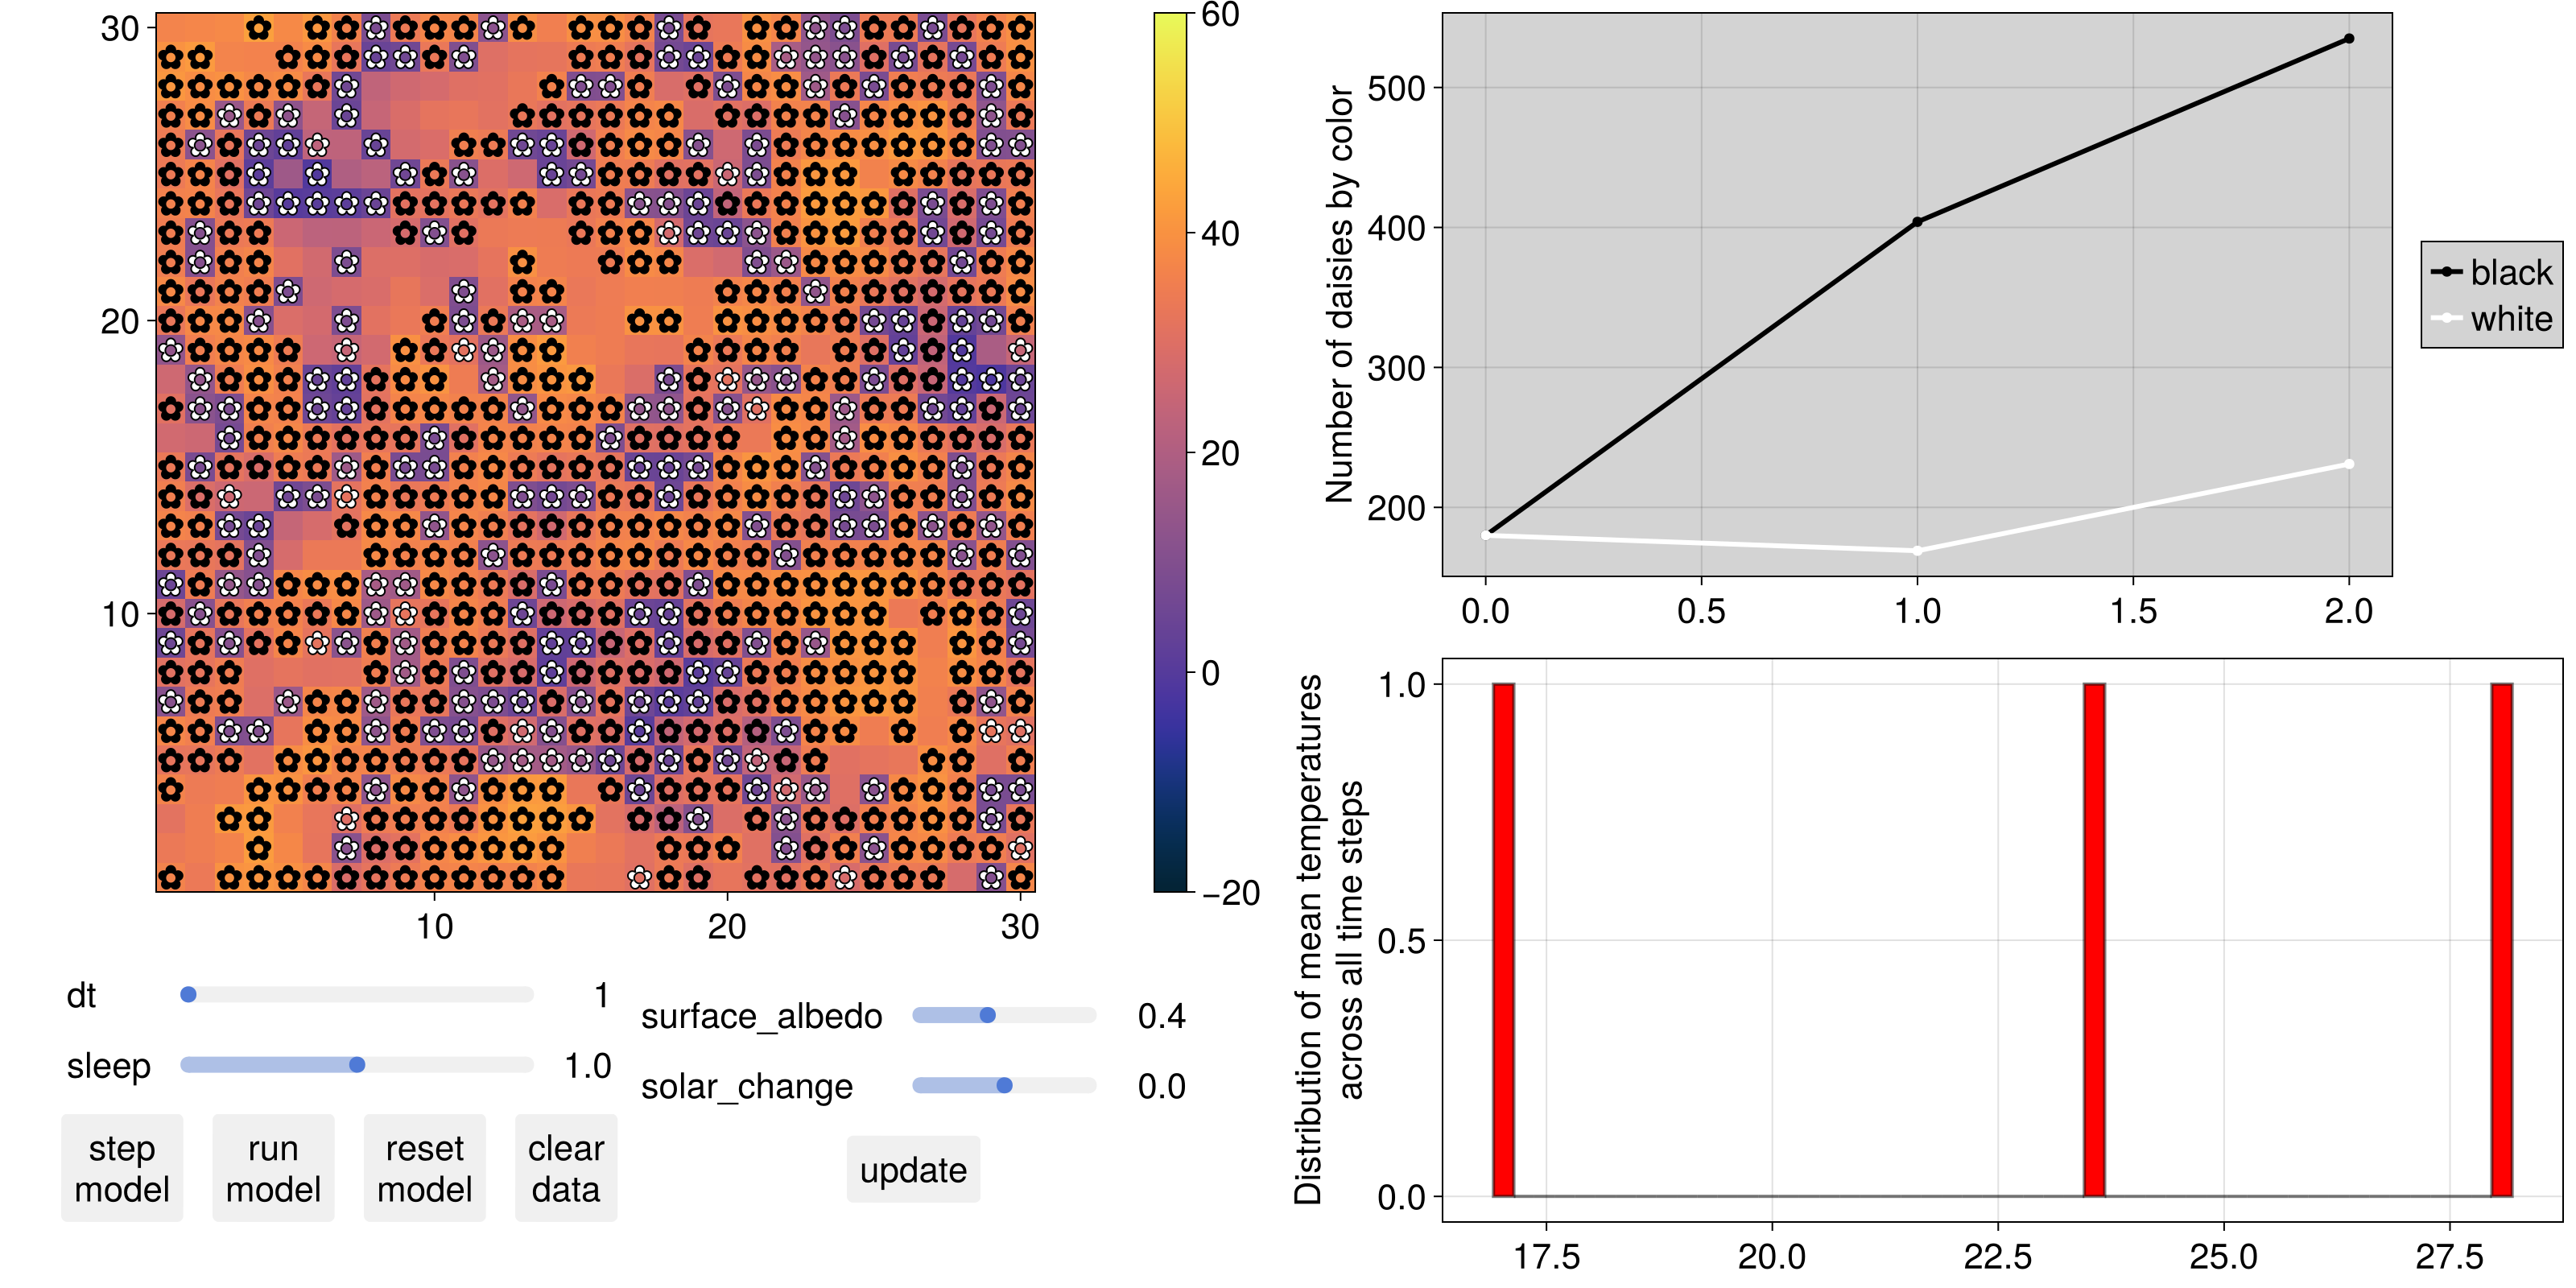 30
20
10
10
20
30
60
40
20
0
−20
Number of daisies by color
500
400
300
200
0.0
0.5
1.0
1.5
2.0
black
white
Distribution of mean temperatures
across all time steps
1.0
0.5
0.0
17.5
20.0
22.5
25.0
27.5
dt
1
sleep
1.0
surface_albedo
0.4
solar_change
0.0
step
model
run
model
reset
model
clear
data
update